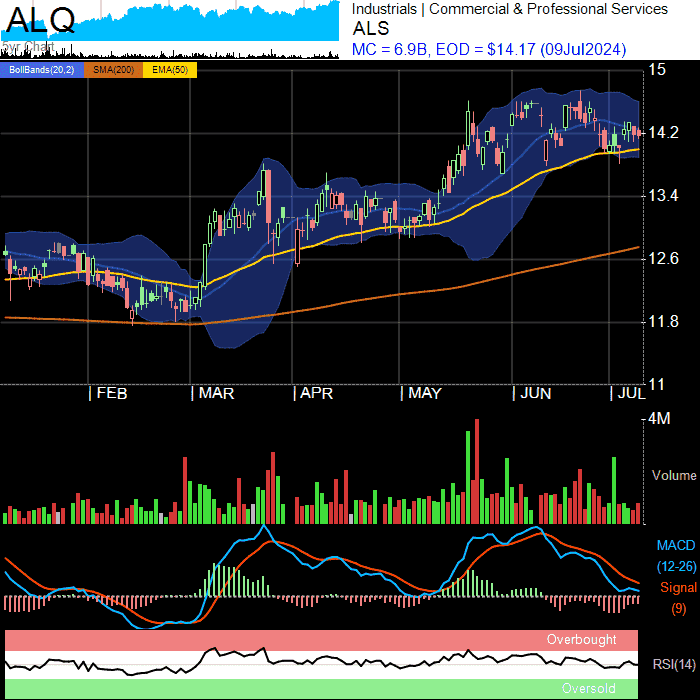 ALQ
5yr Chart
Industrials | Commercial & Professional Services
ALS
MC = 6.9B, EOD = $14.17 (09Jul2024)
BollBands(20,2) SMA(200) EMA(50)
15
14.2
13.4
12.6
11.8
11
| FEB | MAR | APR | MAY | JUN | JUL
4M
Volume
MACD
(12-26)
Signal
(9)
Overbought
RSI(14)
Oversold